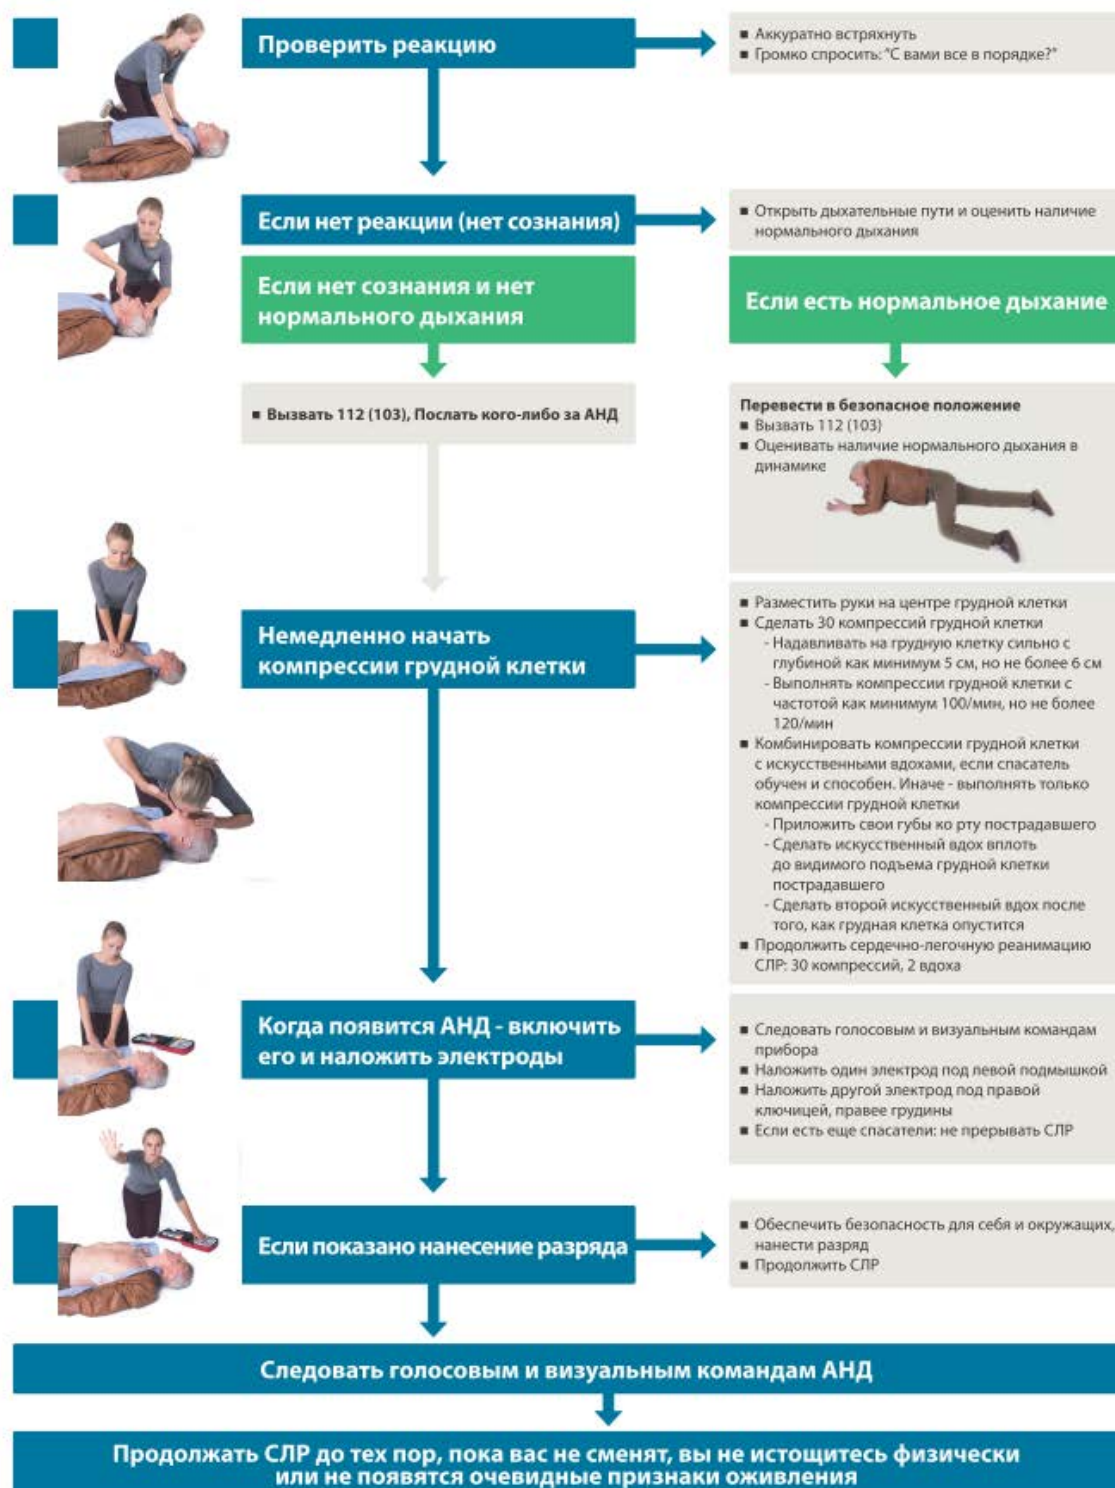 Проверить реакцию
■ Аккуратно встряхнуть
■ Громко спросить: "С вами все в порядке?"
Если нет реакции (нет сознания)
■ Открыть дыхательные пути и оценить наличие
нормального дыхания
Если нет сознания и нет
нормального дыхания
Если есть нормальное дыхание
■ Вызвать 112 (103), Послать кого-либо за АНД
Перевести в безопасное положение
■ Вызвать 112 (103)
■ Оценивать наличие нормального дыхания в
динамике
Немедленно начать
компрессии грудной клетки
■ Разместить руки на центре грудной клетки
■ Сделать 30 компрессий грудной клетки
- Надавливать на грудную клетку сильно с
глубиной как минимум 5 см, но не более 6 см
- Выполнять компрессии грудной клетки с
частотой как минимум 100/мин, но не более
120/мин
■ Комбинировать компрессии грудной клетки
с искусственными вдохами, если спасатель
обучен и способен. Иначе - выполнять только
компрессии грудной клетки
- Приложить свои губы ко рту пострадавшего
- Сделать искусственный вдох вплоть
до видимого подъема грудной клетки
пострадавшего
- Сделать второй искусственный вдох после
того, как грудная клетка опустится
■ Продолжить сердечно-легочную реанимацию
СЛР: 30 компрессий, 2 вдоха
Когда появится АНД - включить
его и наложить электроды
■ Следовать голосовым и визуальным командам
прибора
■ Наложить один электрод под левой подмышкой
■ Наложить другой электрод под правой
ключицей, правее грудины
■ Если есть еще спасатели: не прерывать СЛР
Если показано нанесение разряда
■ Обеспечить безопасность для себя и окружащих,
нанести разряд
■ Продолжить СЛР
Следовать голосовым и визуальным командам АНД
Продолжать СЛР до тех пор, пока вас не сменят, вы не истощитесь физически
или не появятся очевидные признаки оживления